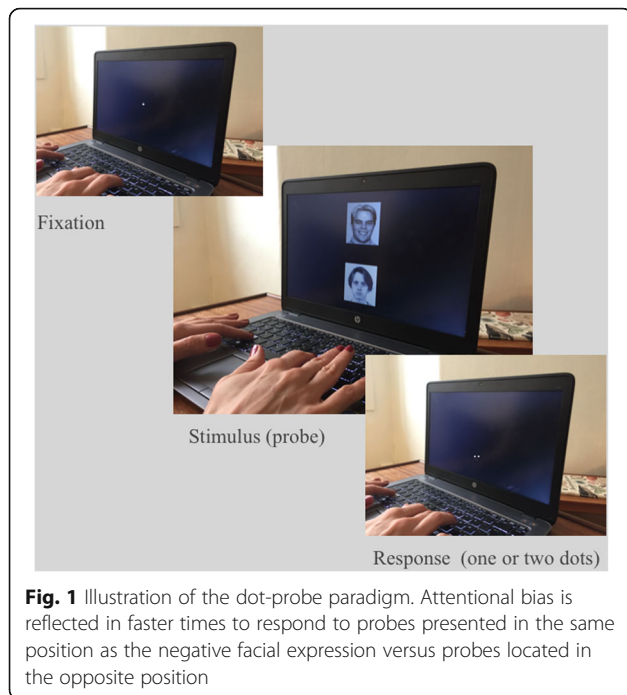 Fixation
Stimulus (probe)
Response (one or two dots)
Fig. 1 Illustration of the dot-probe paradigm. Attentional bias is
reflected in faster times to respond to probes presented in the same
position as the negative facial expression versus probes located in
the opposite position